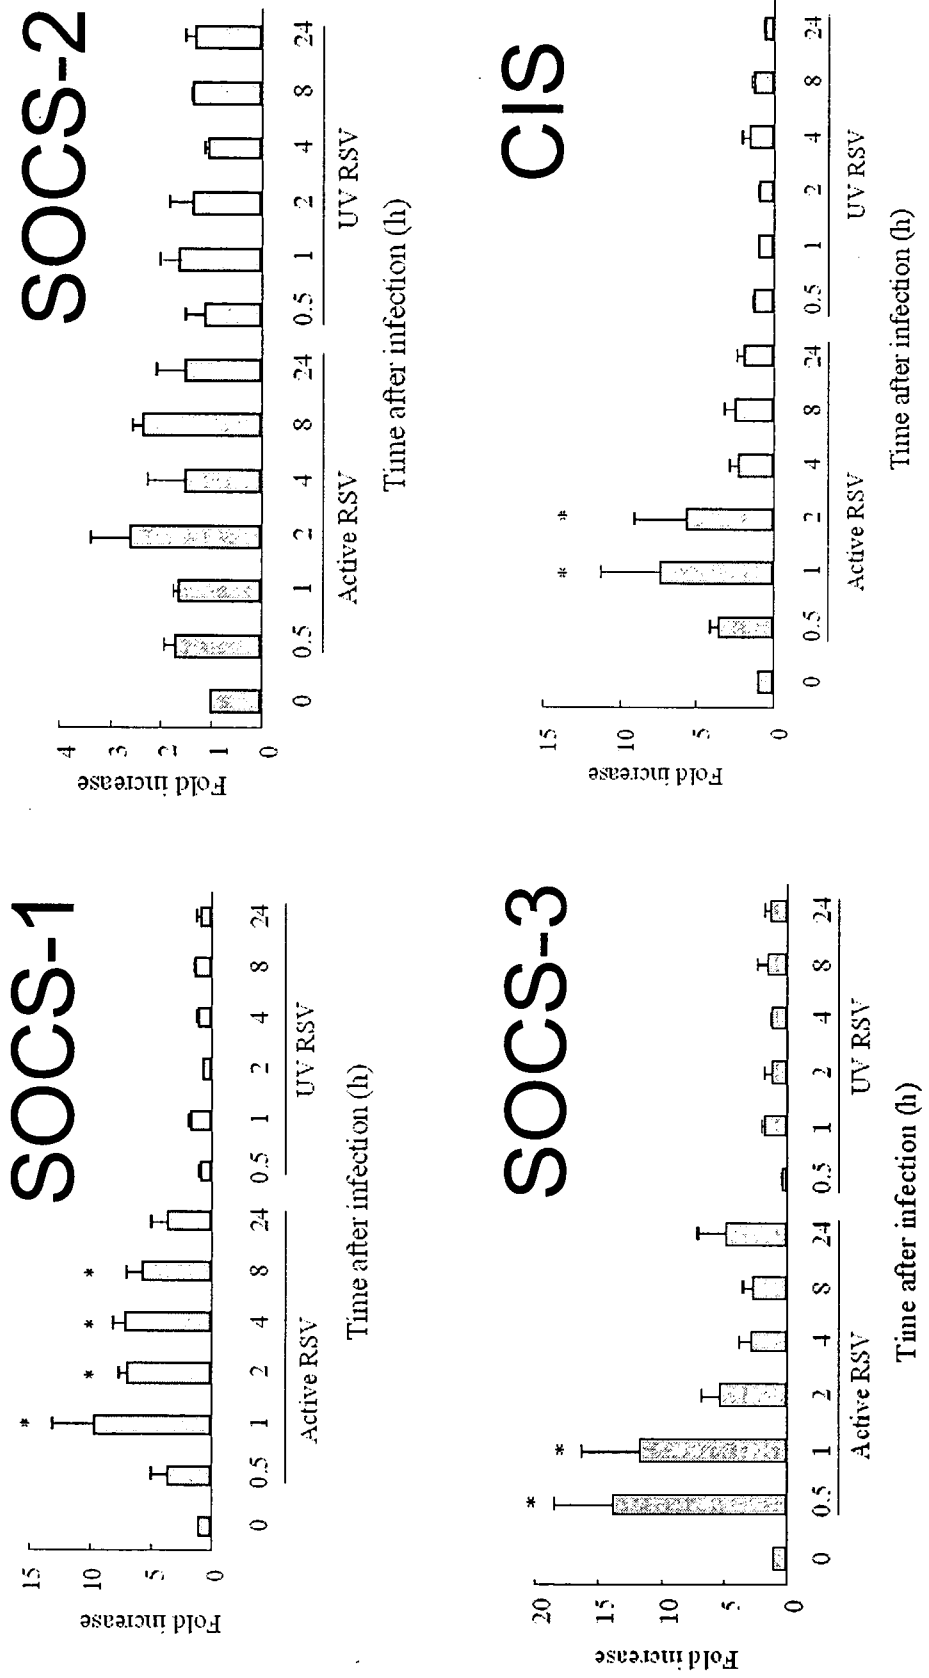 SOCS-1
*
*
*
*
15
10
5
0
Fold increase
0 0.5 1 2 4 8 24 0.5 1 2 4 8 24
Active RSV UV RSV
Time after infection (h)
SOCS-2
4
3
2
1
0
Fold increase
0 0.5 1 2 4 8 24 0.5 1 2 4 8 24
Active RSV UV RSV
Time after infection (h)
SOCS-3
*
*
20
15
10
5
0
Fold increase
0 0.5 1 2 4 8 24 0.5 1 2 4 8 24
Active RSV UV RSV
Time after infection (h)
CIS
*
*
15
10
5
0
Fold increase
0 0.5 1 2 4 8 24 0.5 1 2 4 8 24
Active RSV UV RSV
Time after infection (h)